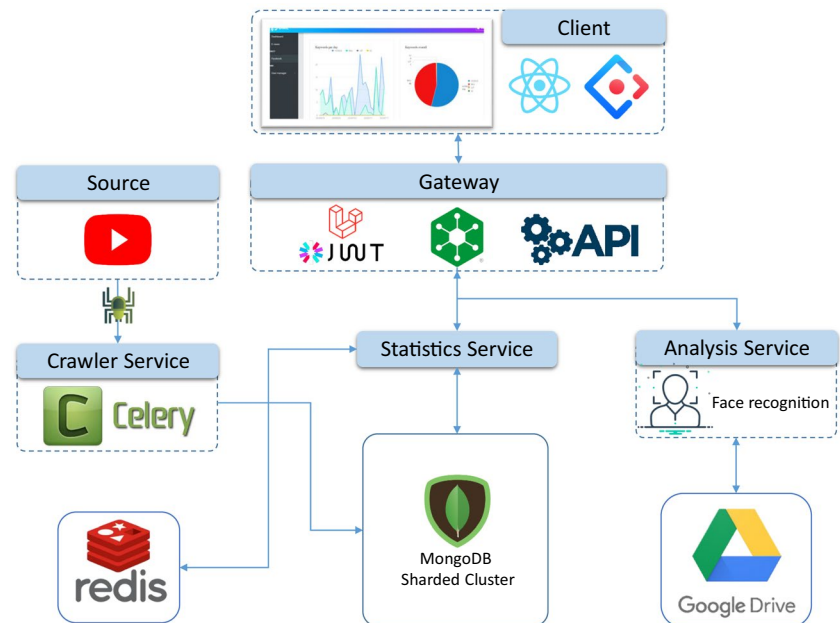 Client
Source
Gateway
JWT
API
Crawler Service
Statistics Service
Analysis Service
Celery
Face recognition
redis
MongoDB
Sharded Cluster
Google Drive